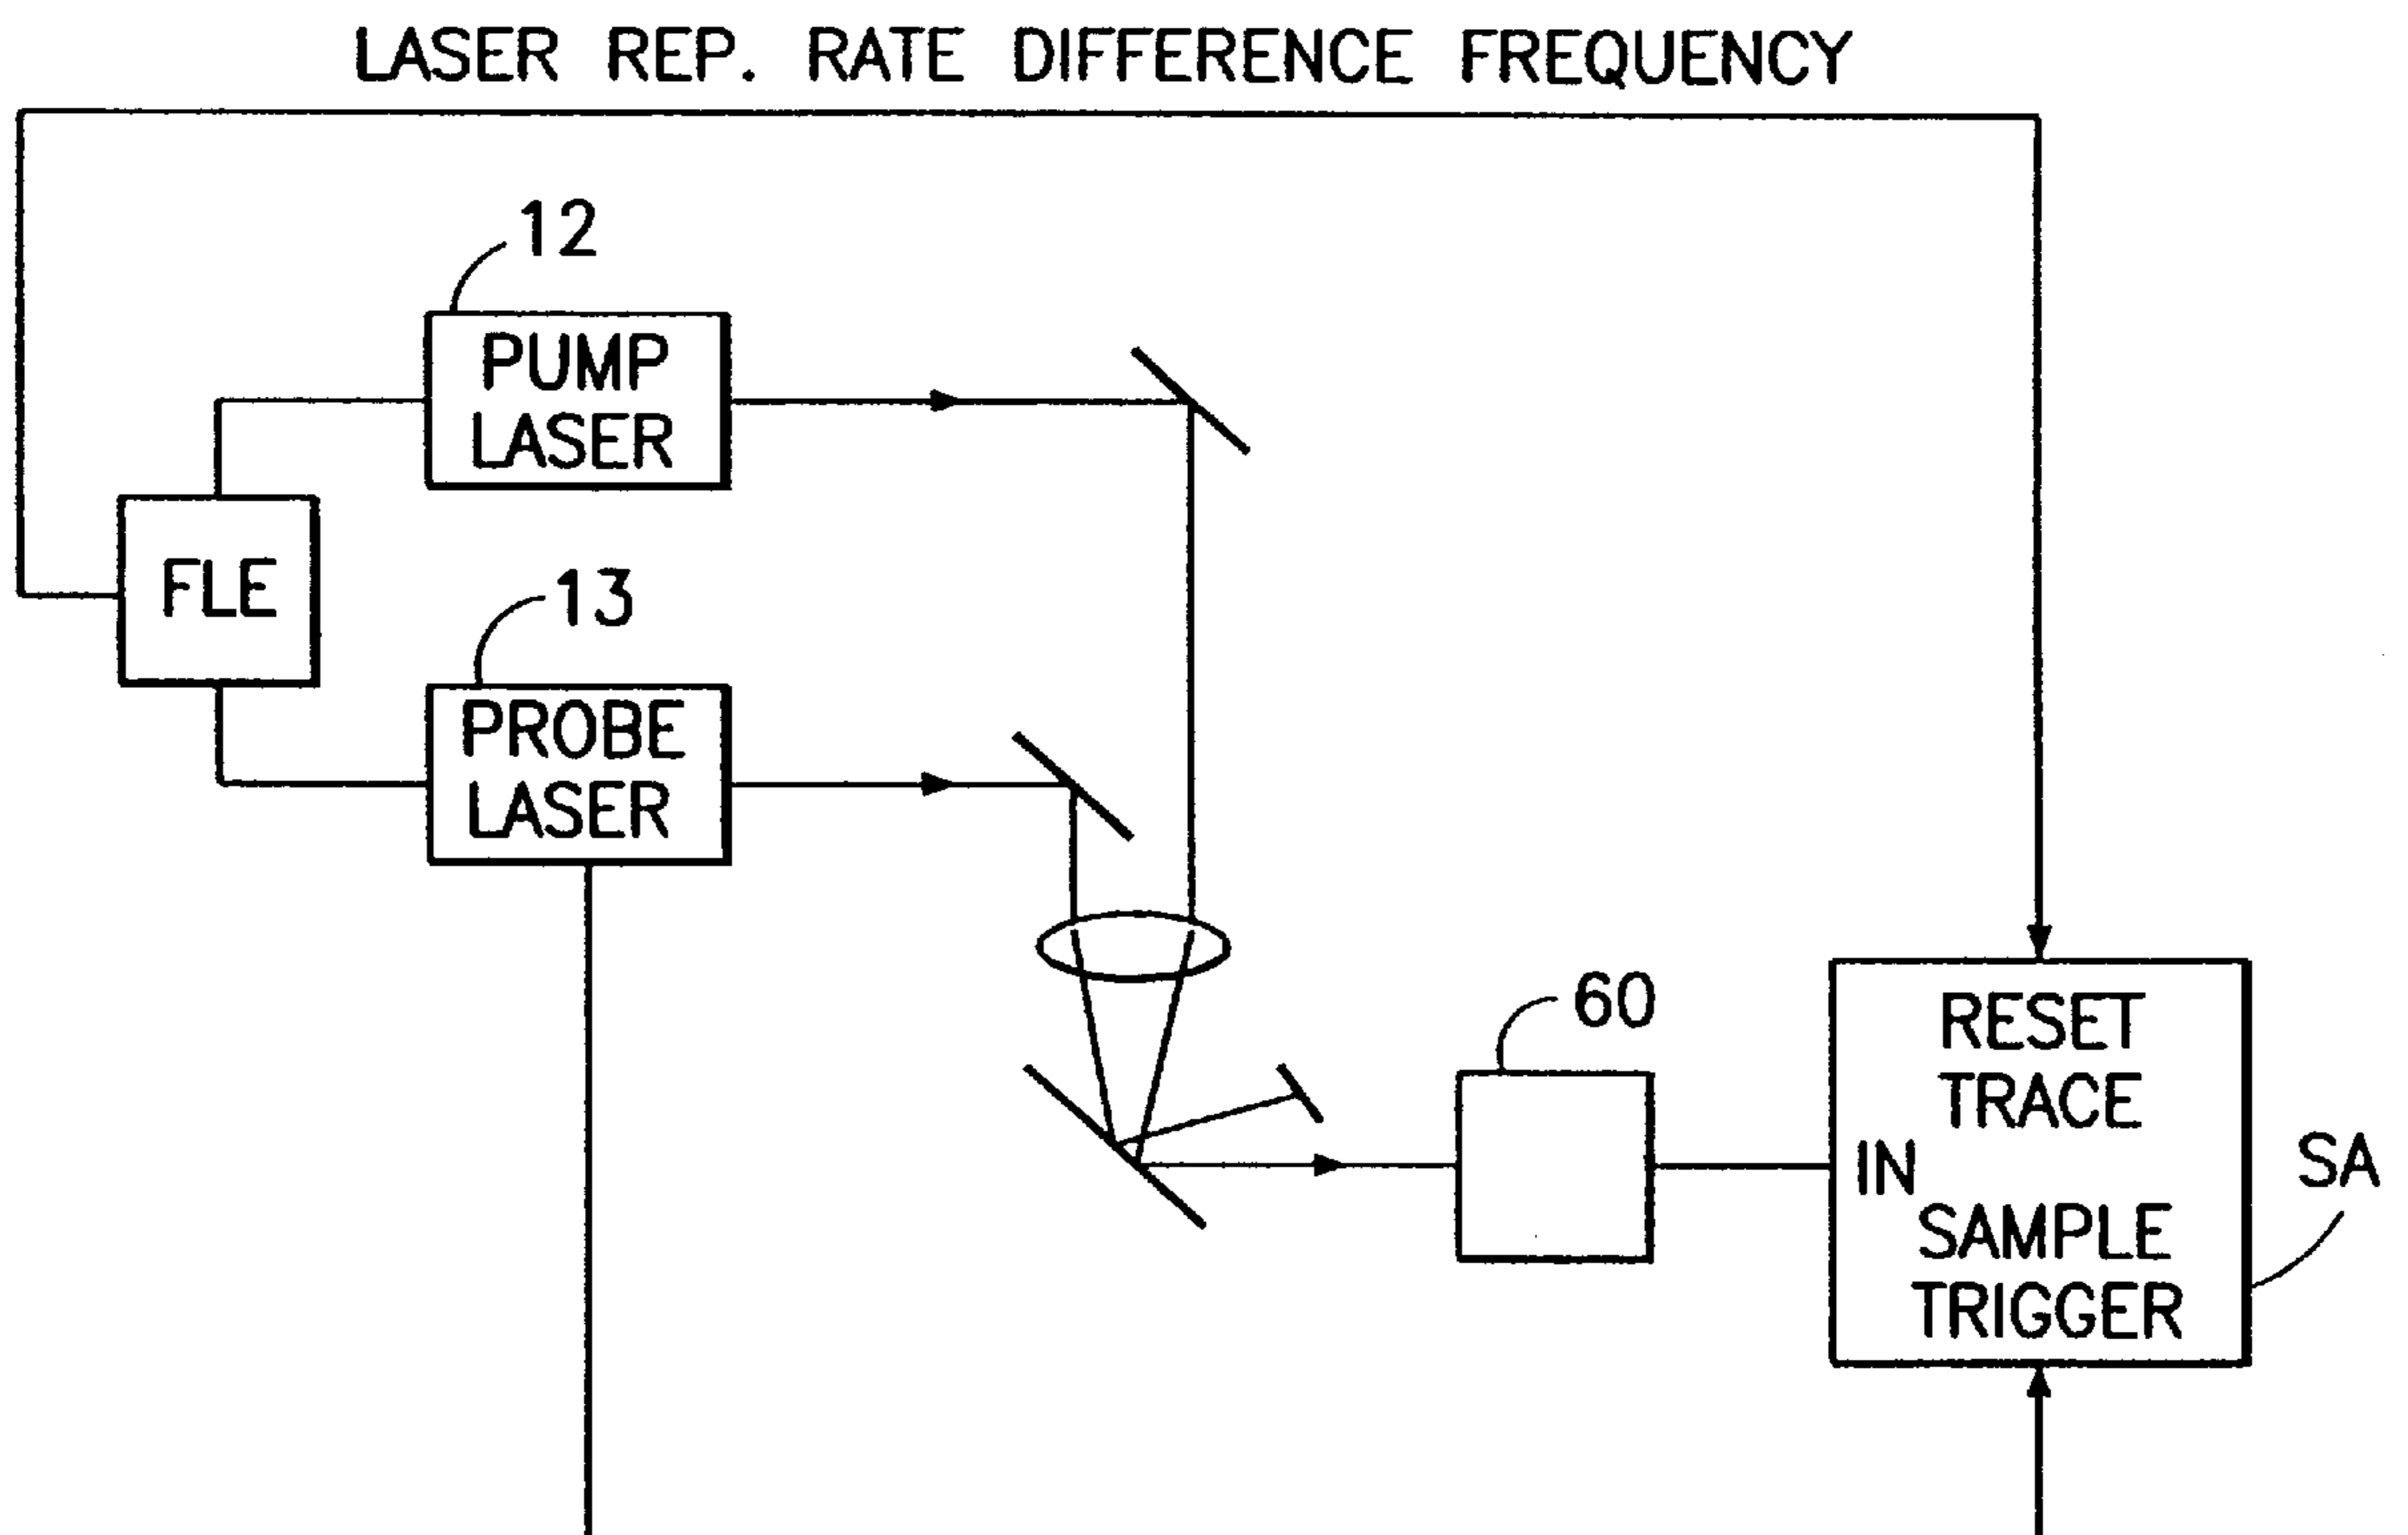 LASER REP. RATE DIFFERENCE FREQUENCY
12
PUMP
LASER
FLE
13
PROBE
LASER
60
RESET
TRACE
IN
SAMPLE
TRIGGER
SA